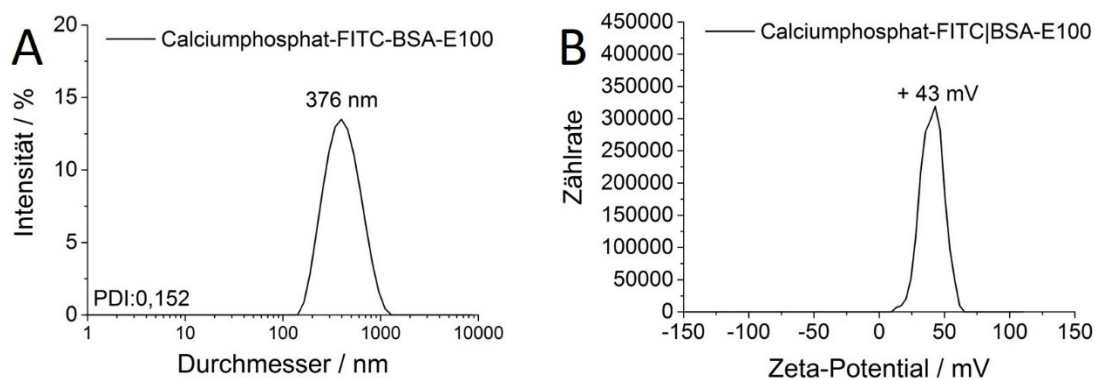 A
20
15
10
5
0
Intensität / %
Calciumphosphat-FITC-BSA-E100
376 nm
PDI:0,152
1 10 100 1000 10000
Durchmesser / nm
B
450000
400000
350000
300000
250000
200000
150000
100000
50000
0
Zählrate
Calciumphosphat-FITC|BSA-E100
+ 43 mV
-150 -100 -50 0 50 100 150
Zeta-Potential / mV